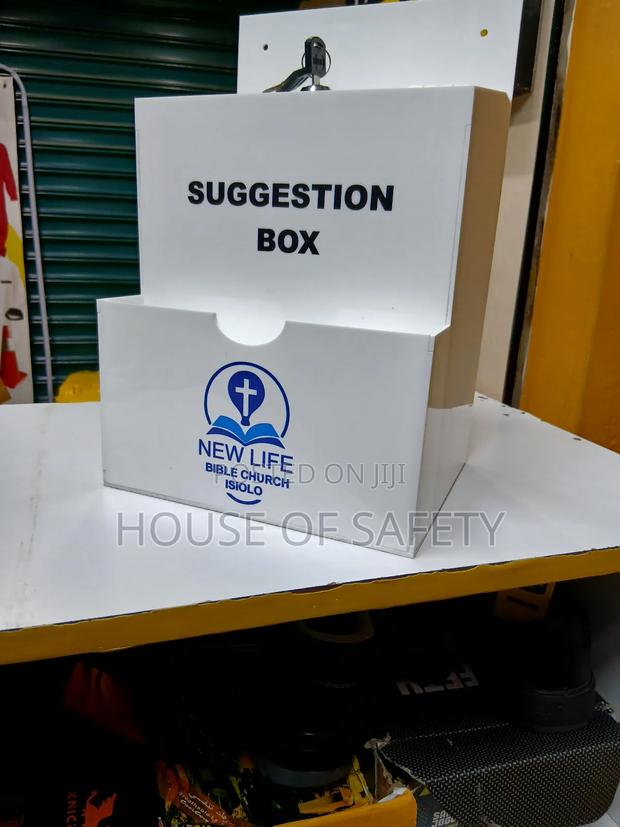 SUGGESTION
BOX
NEW LIFE
BIBLE CHURCH
ISIOLO
POSTED ON JIJI
HOUSE OF SAFETY